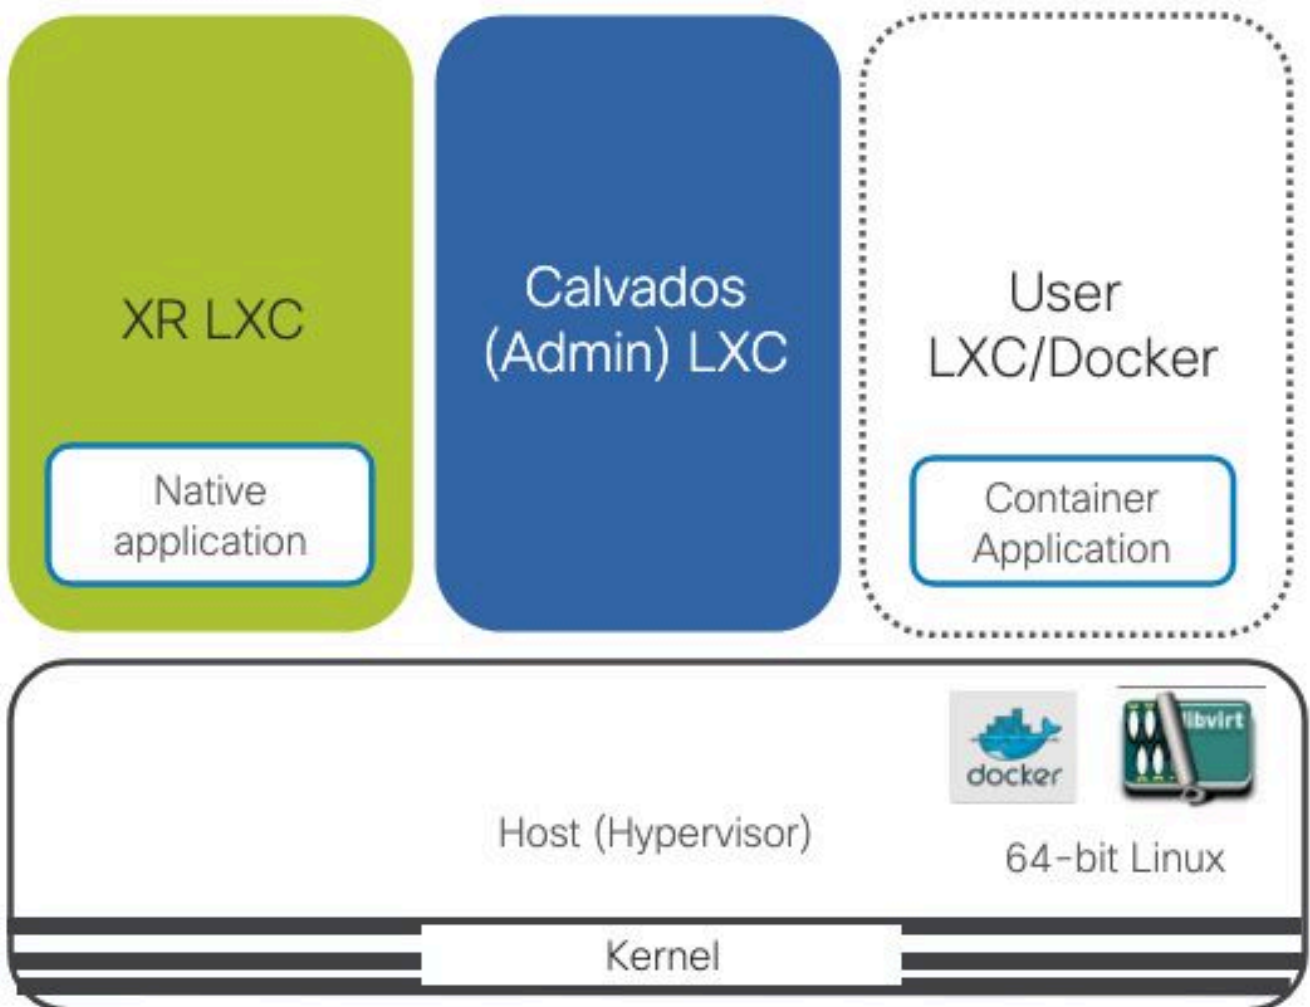 XR LXC
Native
application
Calvados
(Admin) LXC
User
LXC/Docker
Container
Application
docker
libvirt
Host (Hypervisor)
64-bit Linux
Kernel